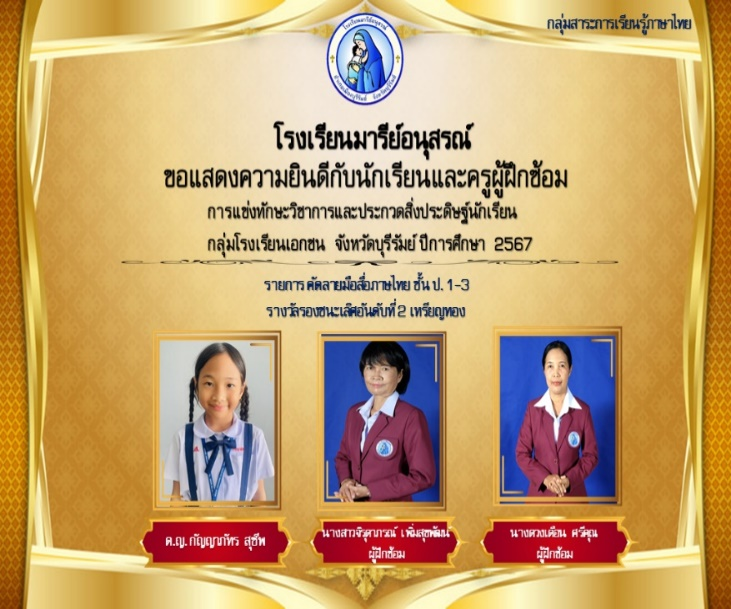 กลุ่มสาระการเรียนรู้ภาษาไทย
โรงเรียนมารีย์อนุสรณ์
ขอแสดงความยินดีกับนักเรียนและครูผู้ฝึกซ้อม
การแข่งทักษะวิชาการและประกวดสิ่งประดิษฐ์นักเรียน
กลุ่มโรงเรียนเอกชน จังหวัดบุรีรัมย์ ปีการศึกษา 2567
รายการ คัดลายมือสื่อภาษไทย ชั้น ป. 1-3
รางวัลรองชนะเลิศอันดับที่ 2 เหรียญทอง
ด.ญ. กัญญาภัทร สุชีพ
นางสาวจิรุดาภรณ์ เพิ่มสุขพัฒน์
ผู้ฝึกซ้อม
นางดวงเดือน ศรีคุณ
ผู้ฝึกซ้อม